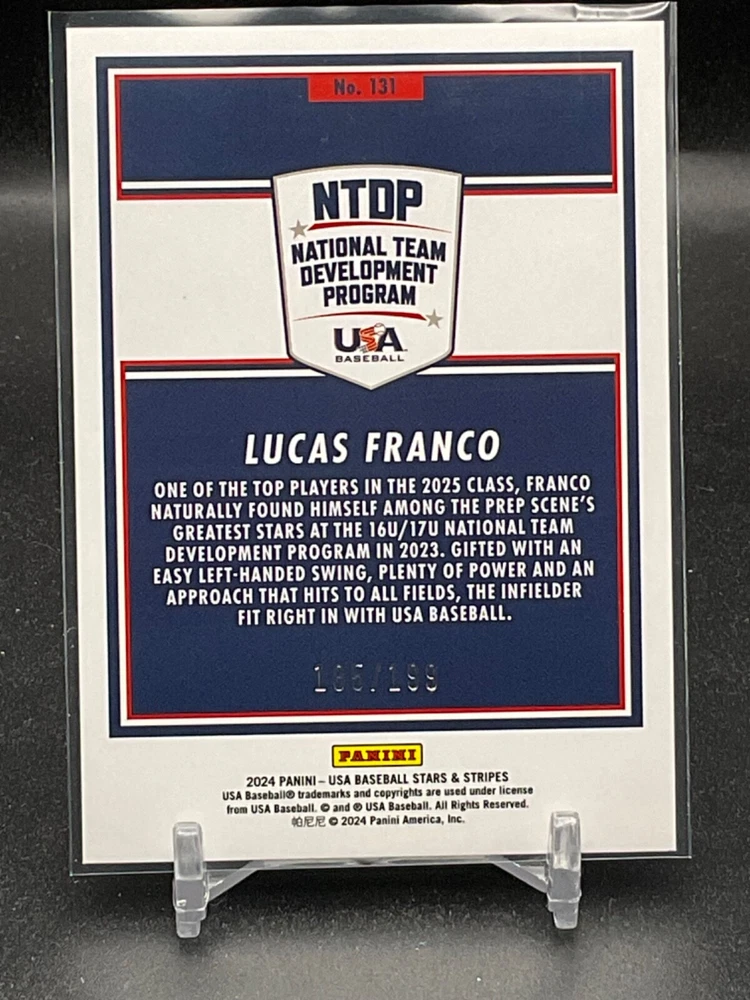 No. 131
NTDP
NATIONAL TEAM
DEVELOPMENT
PROGRAM
USA
BASEBALL
LUCAS FRANCO
ONE OF THE TOP PLAYERS IN THE 2025 CLASS, FRANCO
NATURALLY FOUND HIMSELF AMONG THE PREP SCENE'S
GREATEST STARS AT THE 16U/17U NATIONAL TEAM
DEVELOPMENT PROGRAM IN 2023. GIFTED WITH AN
EASY LEFT-HANDED SWING, PLENTY OF POWER AND AN
APPROACH THAT HITS TO ALL FIELDS, THE INFIELDER
FIT RIGHT IN WITH USA BASEBALL.
PANINI
2024 PANINI – USA BASEBALL STARS & STRIPES
USA Baseball® trademarks and copyrights are used under license
from USA Baseball. © and ® USA Baseball. All Rights Reserved.
帕尼尼 © 2024 Panini America, Inc.